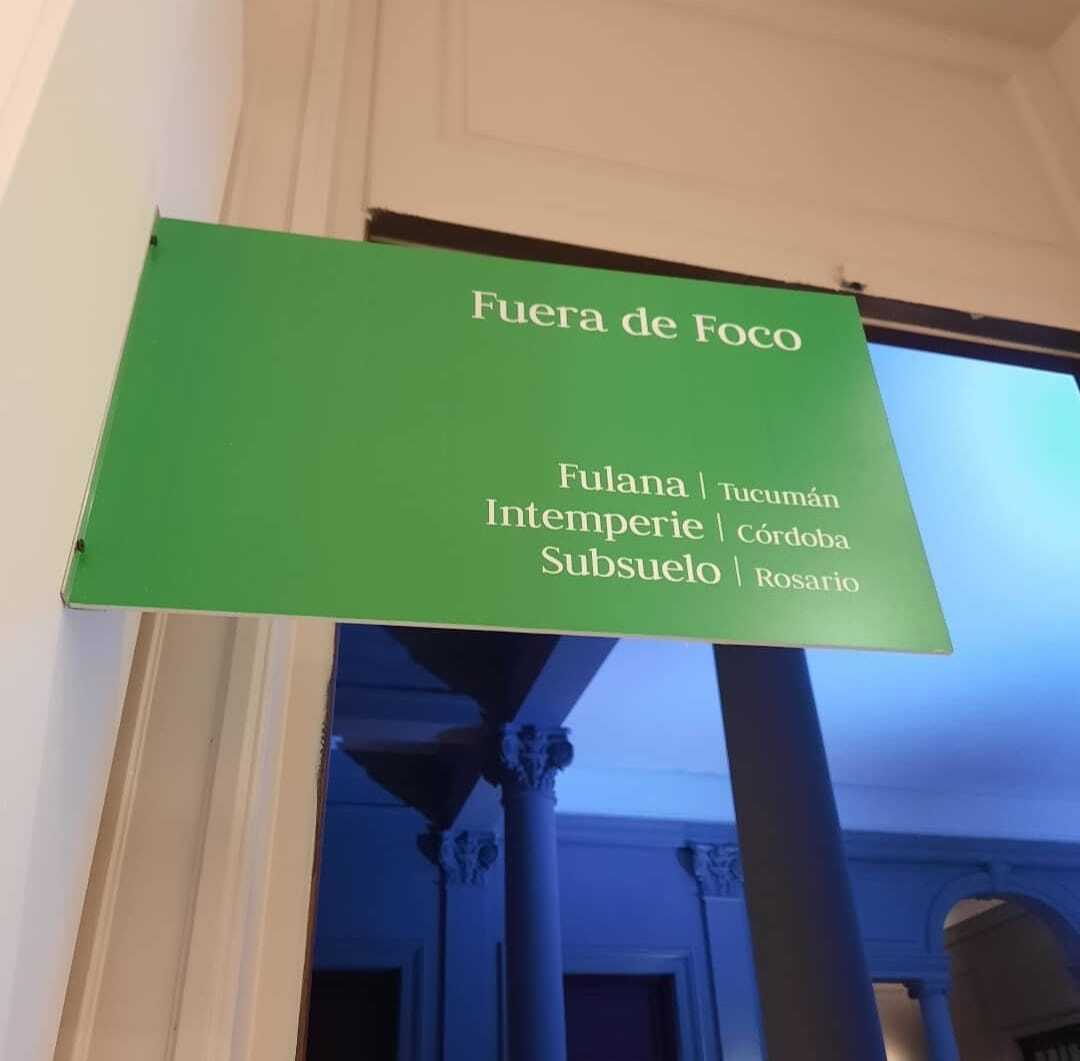 Fuera de Foco
Fulana | Tucumán
Intemperie | Córdoba
Subsuelo | Rosario